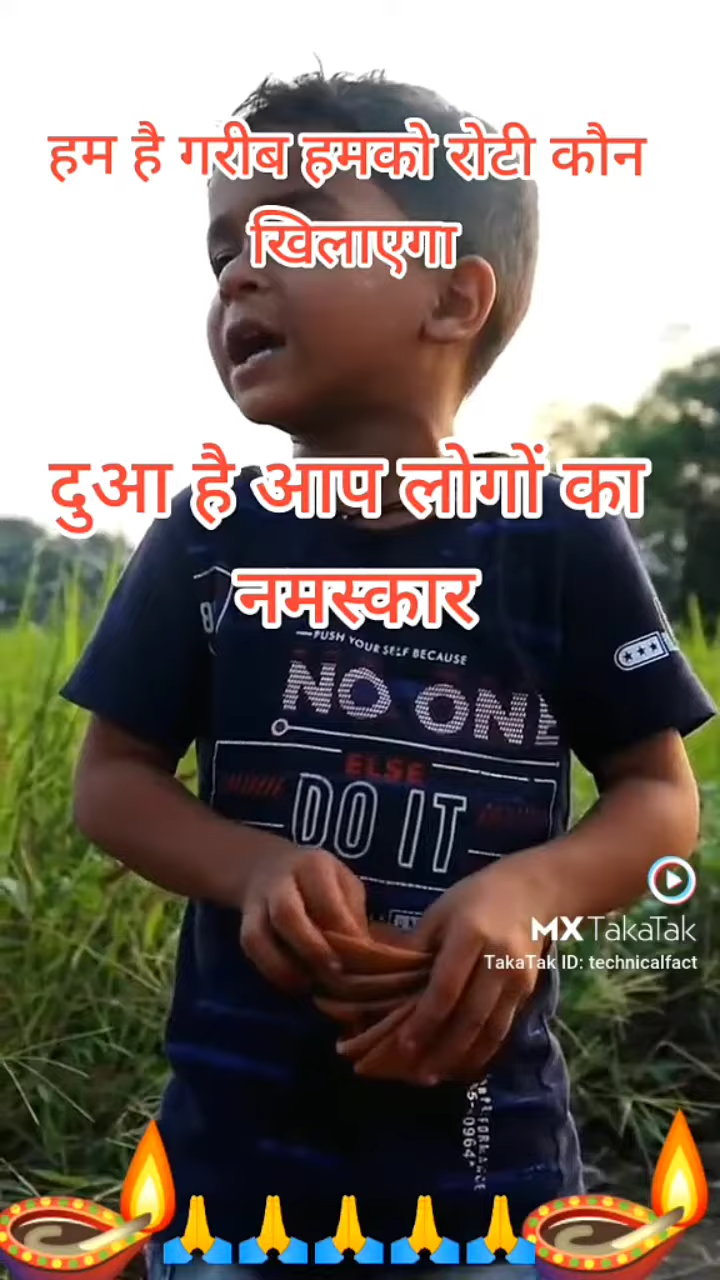 हम है गरीब हमको रोटी कौन
खिलाएगा
दुआ है आप लोगों का
नमस्कार
PUSH YOUR SELF BECAUSE
NO ONE
ELSE
DO IT
MX TakaTak
TakaTak ID: technicalfact